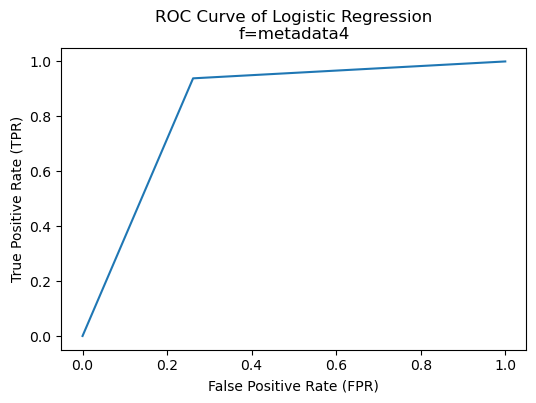 ROC Curve of Logistic Regression
f=metadata4
True Positive Rate (TPR)
1.0
0.8
0.6
0.4
0.2
0.0
0.0 0.2 0.4 0.6 0.8 1.0
False Positive Rate (FPR)